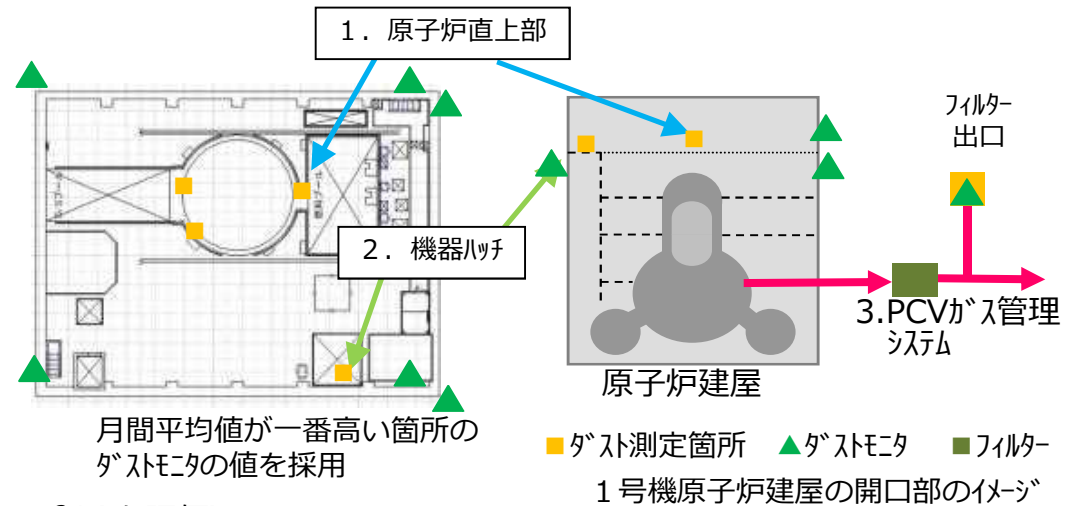 1. 原子炉直上部
フィルター
出口
燃料プール
2. 機器ﾊｯﾁ
3.PCVｶﾞｽ管理
ｼｽﾃﾑ
原子炉建屋
月間平均値が一番高い箇所の
ﾀﾞｽﾄﾓﾆﾀの値を採用
■ﾀﾞｽﾄ測定箇所 ▲ﾀﾞｽﾄﾓﾆﾀ ■ﾌｨﾙﾀｰ
１号機原子炉建屋の開口部のｲﾒｰｼﾞ